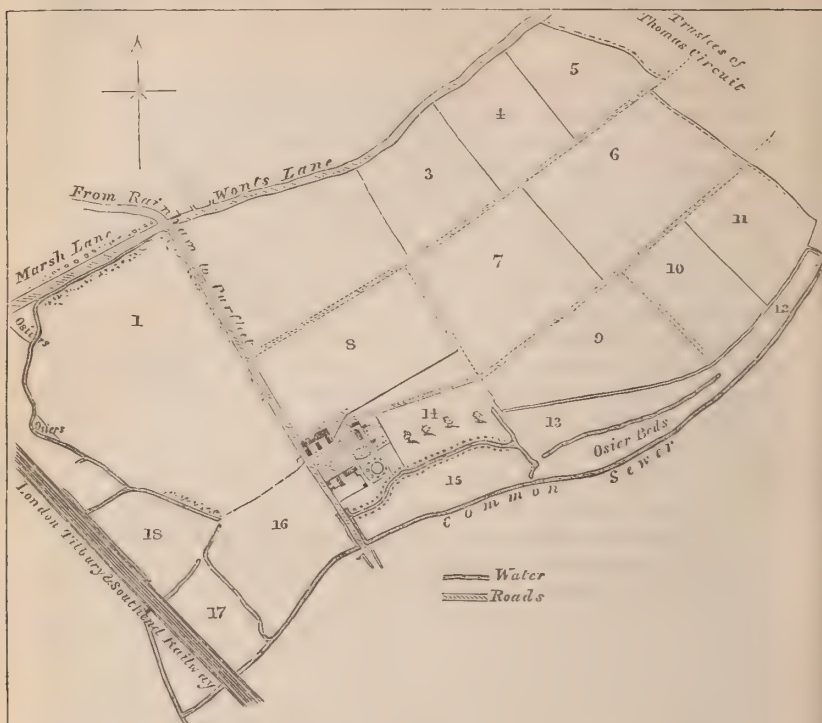 Trustees of
Thomas Circuit
5
4
6
3
Wonts Lane
From Rainham to Purfleet
Marsh Lane
11
7
10
1
12
Osiers
8
9
14
13
Osiers
Osier Beds
15
Common Sewer
16
18
Water
Roads
17
London Tilbury & Southend Railway